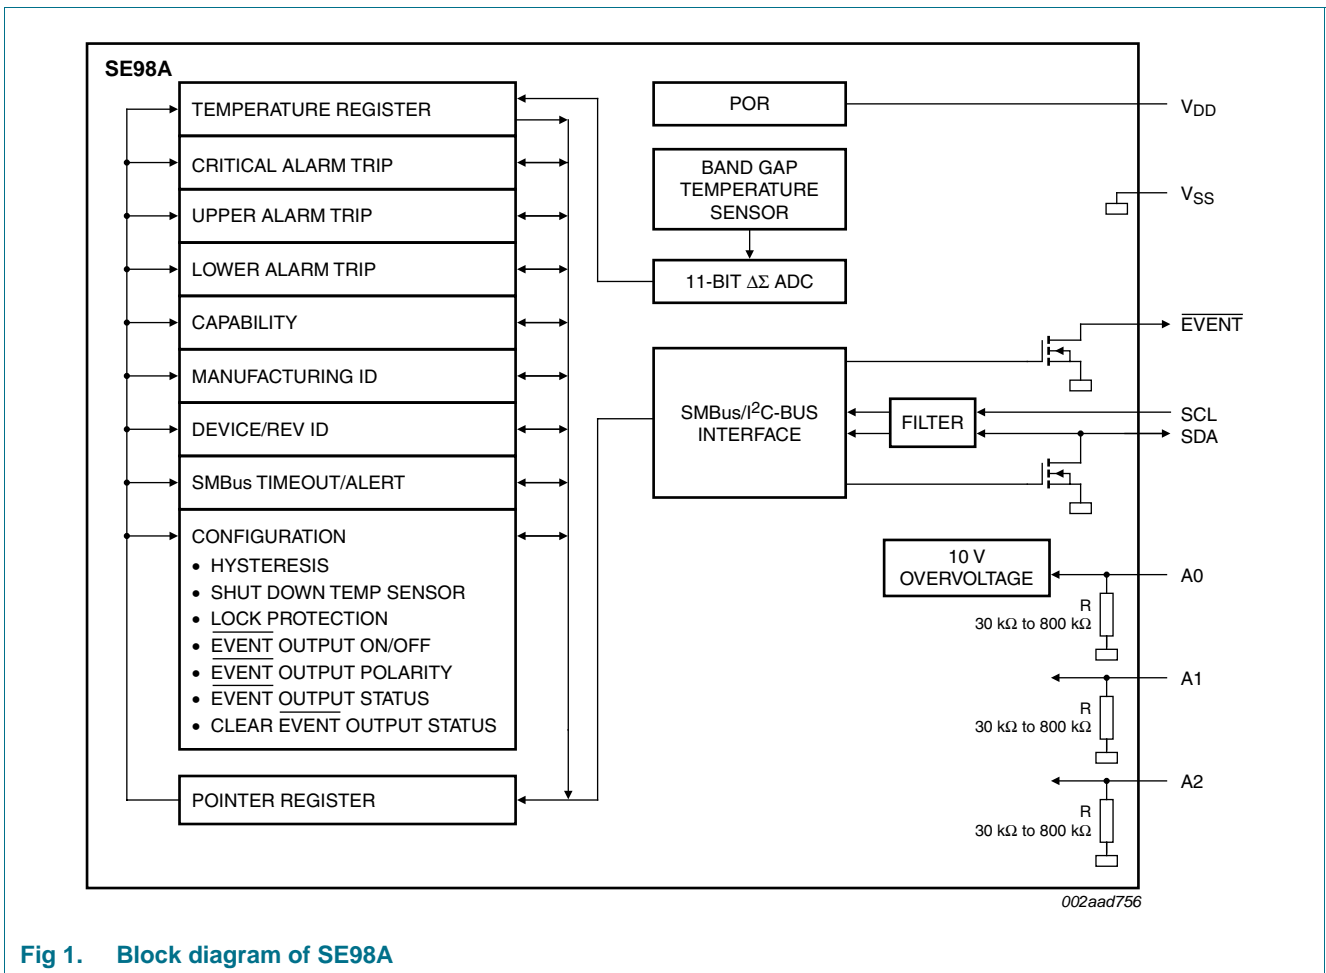 SE98A
TEMPERATURE REGISTER
CRITICAL ALARM TRIP
UPPER ALARM TRIP
LOWER ALARM TRIP
CAPABILITY
MANUFACTURING ID
DEVICE/REV ID
SMBus TIMEOUT/ALERT
CONFIGURATION
• HYSTERESIS
• SHUT DOWN TEMP SENSOR
• LOCK PROTECTION
• EVENT OUTPUT ON/OFF
• EVENT OUTPUT POLARITY
• EVENT OUTPUT STATUS
• CLEAR EVENT OUTPUT STATUS
POINTER REGISTER
POR
BAND GAP
TEMPERATURE
SENSOR
11-BIT ΔΣ ADC
SMBus/I²C-BUS
INTERFACE
FILTER
10 V
OVERVOLTAGE
R
30 kΩ to 800 kΩ
R
30 kΩ to 800 kΩ
R
30 kΩ to 800 kΩ
VDD
VSS
EVENT
SCL
SDA
A0
A1
A2
002aad756
Fig 1. Block diagram of SE98A